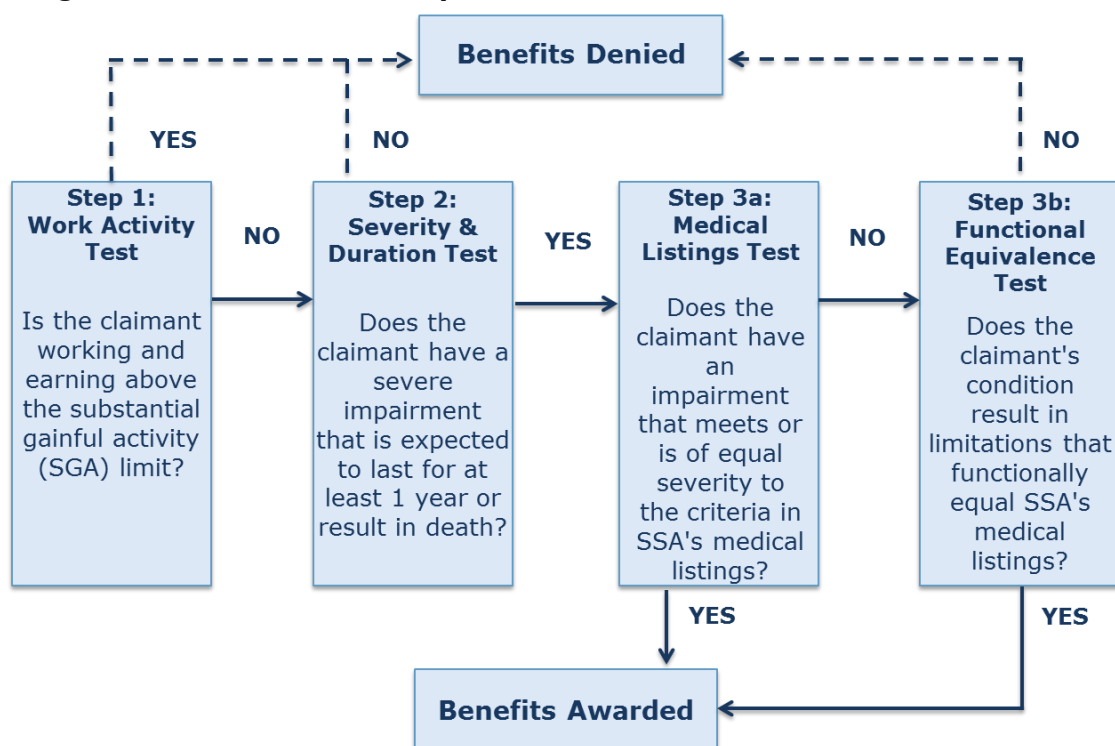 Benefits Denied
YES
NO
NO
Step 1:
Work Activity
Test
Is the claimant
working and
earning above
the substantial
gainful activity
(SGA) limit?
NO
Step 2:
Severity &
Duration Test
Does the
claimant have a
severe
impairment
that is expected
to last for at
least 1 year or
result in death?
YES
Step 3a:
Medical
Listings Test
Does the
claimant have
an
impairment
that meets or
is of equal
severity to
the criteria in
SSA's medical
listings?
NO
Step 3b:
Functional
Equivalence
Test
Does the
claimant's
condition
result in
limitations that
functionally
equal SSA's
medical
listings?
YES
YES
Benefits Awarded